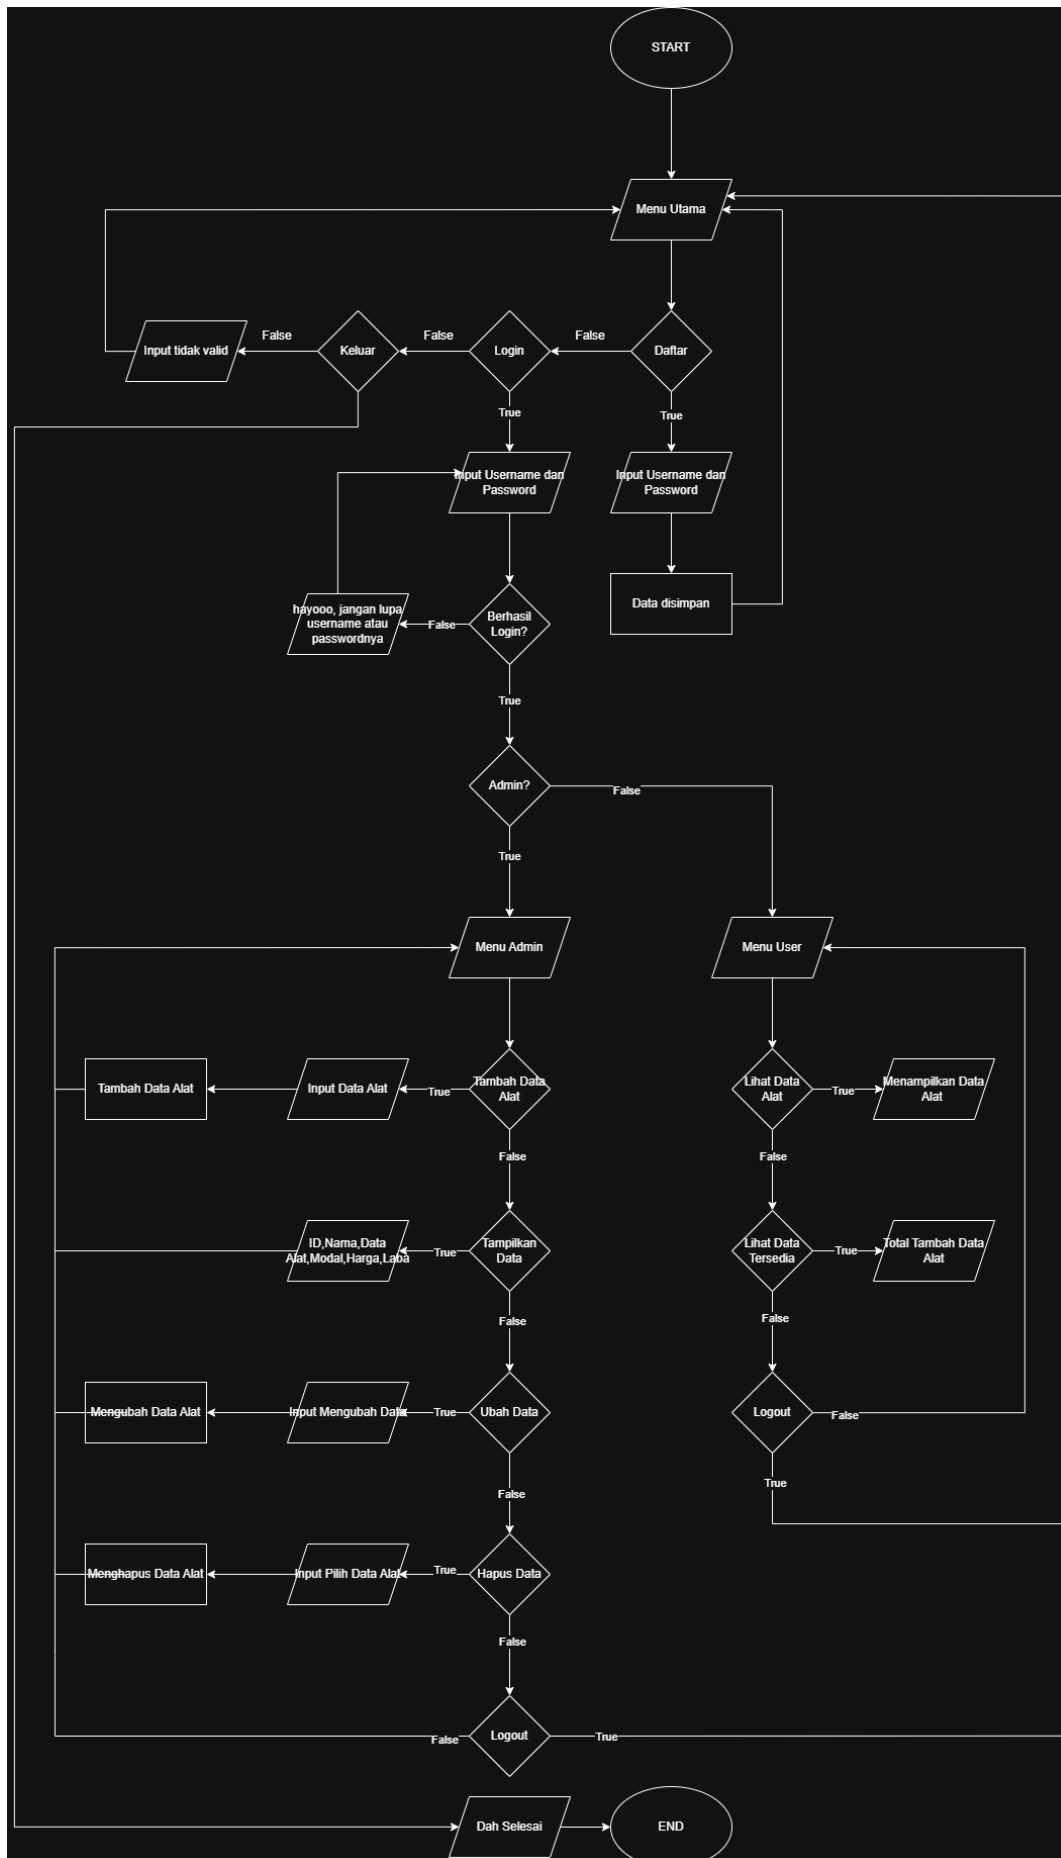 START
Menu Utama
Input tidak valid
False
Keluar
False
Login
False
Daftar
True
True
Input Username dan
Password
Input Username dan
Password
hayooo, jangan lupa
username atau
passwordnya
False
Berhasil
Login?
Data disimpan
True
Admin?
False
True
Menu Admin
Menu User
Tambah Data Alat
Input Data Alat
True
Tambah Data
Alat
Lihat Data
Alat
True
Menampilkan Data
Alat
False
False
ID,Nama,Data
Alat,Modal,Harga,Laba
True
Tampilkan
Data
Lihat Data
Tersedia
True
Total Tambah Data
Alat
False
False
Mengubah Data Alat
Input Mengubah Data
True
Ubah Data
Logout
False
False
True
Menghapus Data Alat
Input Pilih Data Alat
True
Hapus Data
False
False
Logout
True
Dah Selesai
END